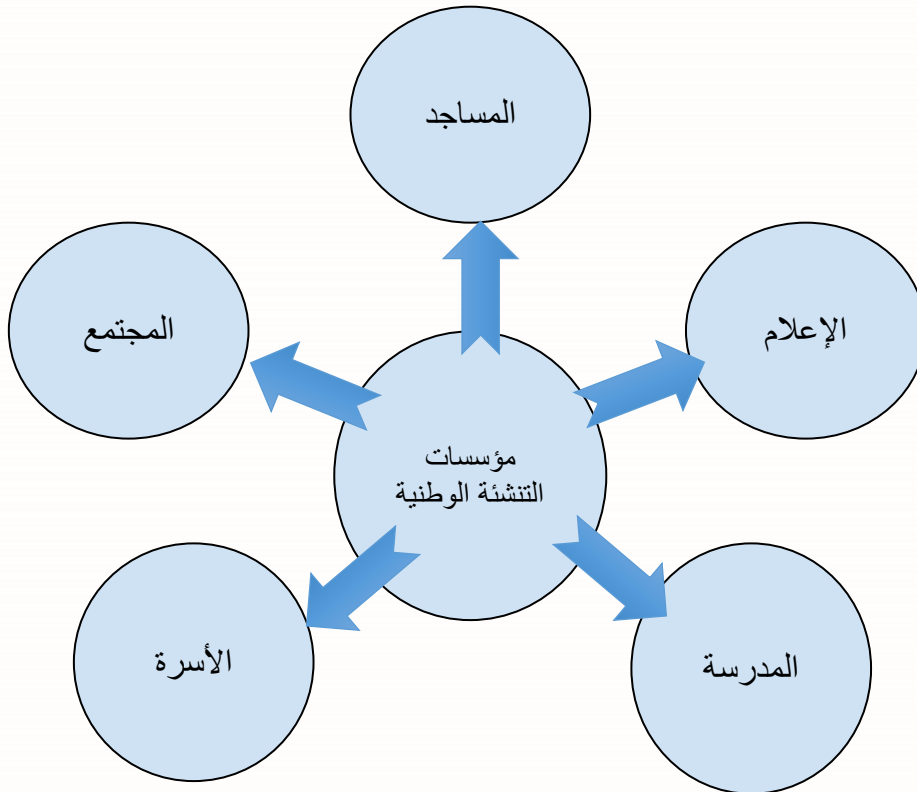 المساجد
الإعلام
المجتمع
مؤسسات
التنشئة الوطنية
المدرسة
الأسرة